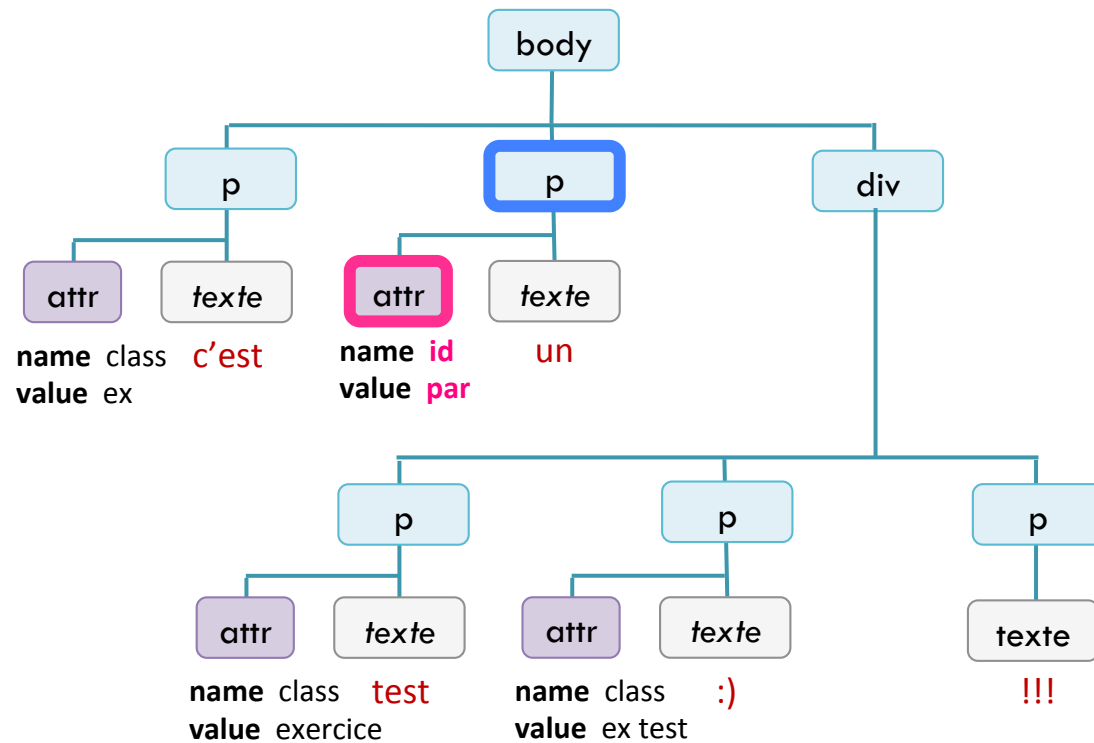 body
p
p
div
attr
texte
attr
texte
name class c’est
value ex
name id un
value par
p
p
p
attr
texte
attr
texte
texte
name class test
value exercice
name class :)
value ex test
!!!